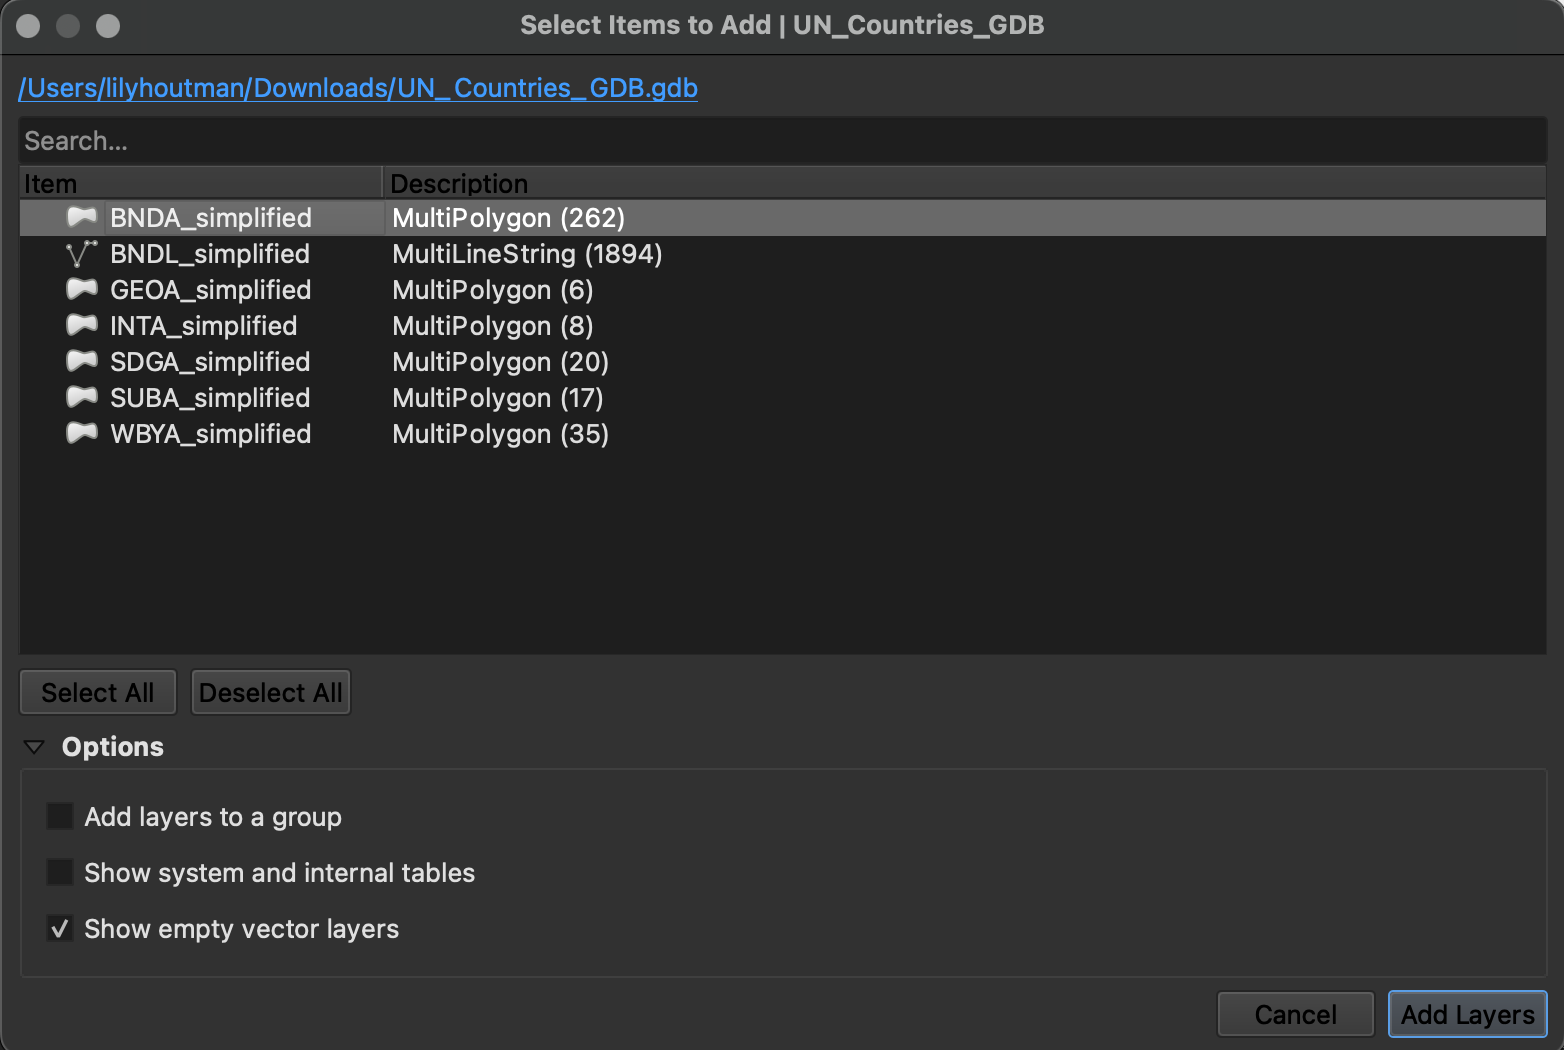 Select Items to Add | UN_Countries_GDB
/Users/lilyhoutman/Downloads/UN_Countries_GDB.gdb
Search...
Item Description
BNDA_simplified MultiPolygon (262)
BNDL_simplified MultiLineString (1894)
GEOA_simplified MultiPolygon (6)
INTA_simplified MultiPolygon (8)
SDGA_simplified MultiPolygon (20)
SUBA_simplified MultiPolygon (17)
WBYA_simplified MultiPolygon (35)
Select All Deselect All
Options
Add layers to a group
Show system and internal tables
Show empty vector layers
Cancel Add Layers